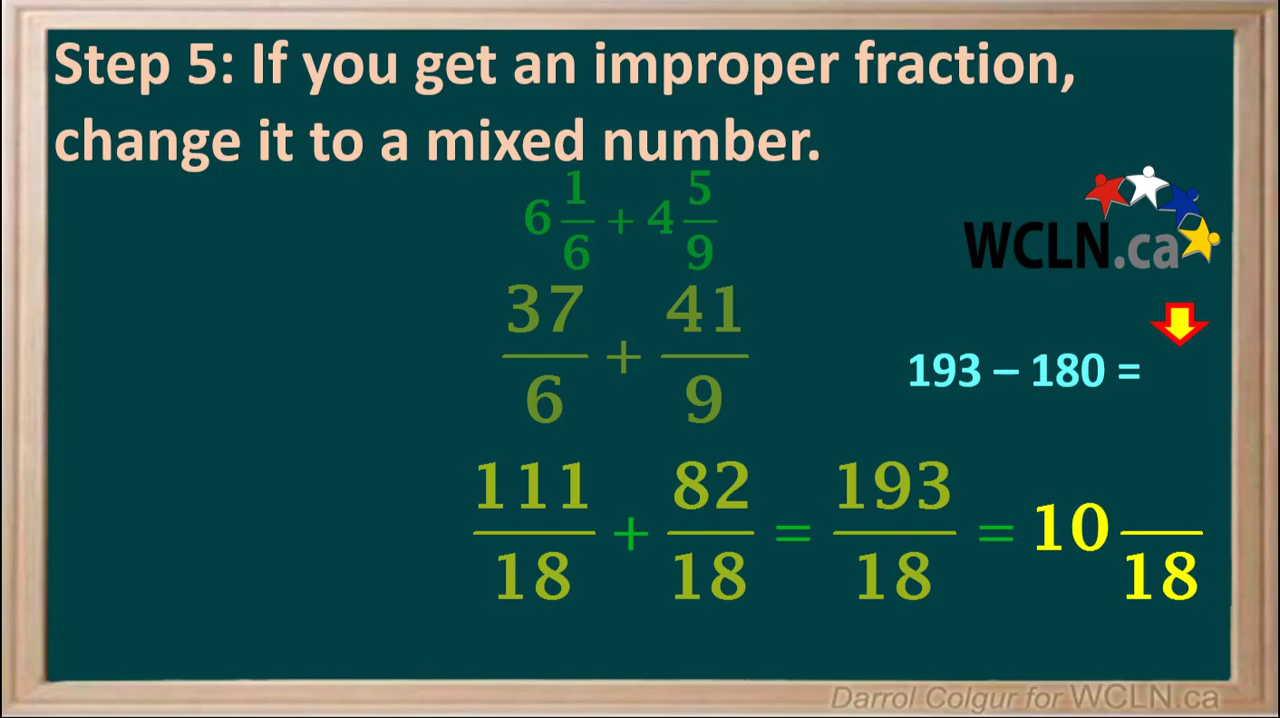 Step 5: If you get an improper fraction,
change it to a mixed number.
6 1/6 + 4 5/9
WCLN.ca
37/6 + 41/9
193 – 180 =
111/18 + 82/18 = 193/18 = 10 /18
Darrol Colgur for WCLN.ca